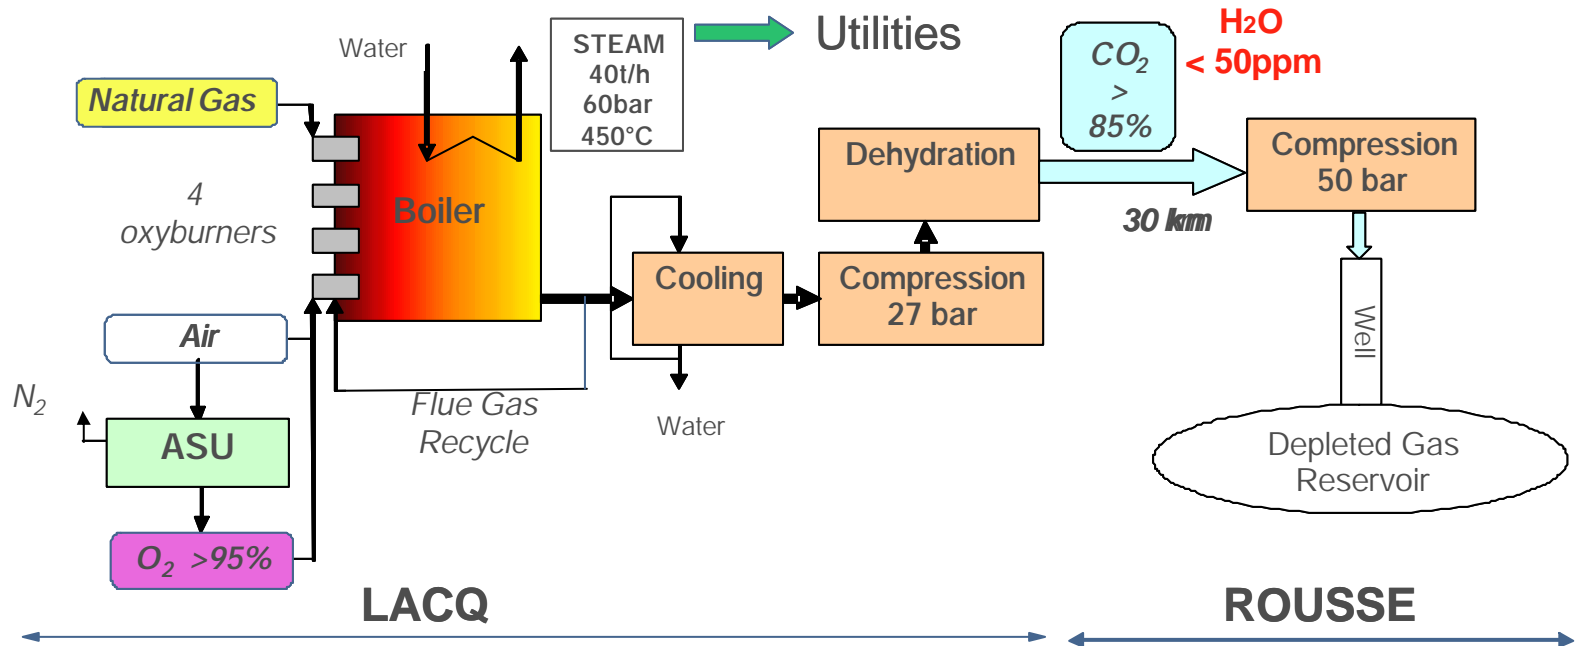 Water
STEAM
40t/h
60bar
450°C
Utilities
CO₂
>
85%
H₂O
< 50ppm
Natural Gas
4
oxyburners
Boiler
Dehydration
Compression
50 bar
30 km
Cooling
Compression
27 bar
Well
Air
N₂
ASU
Flue Gas
Recycle
Water
Depleted Gas
Reservoir
O₂ >95%
LACQ
ROUSSE